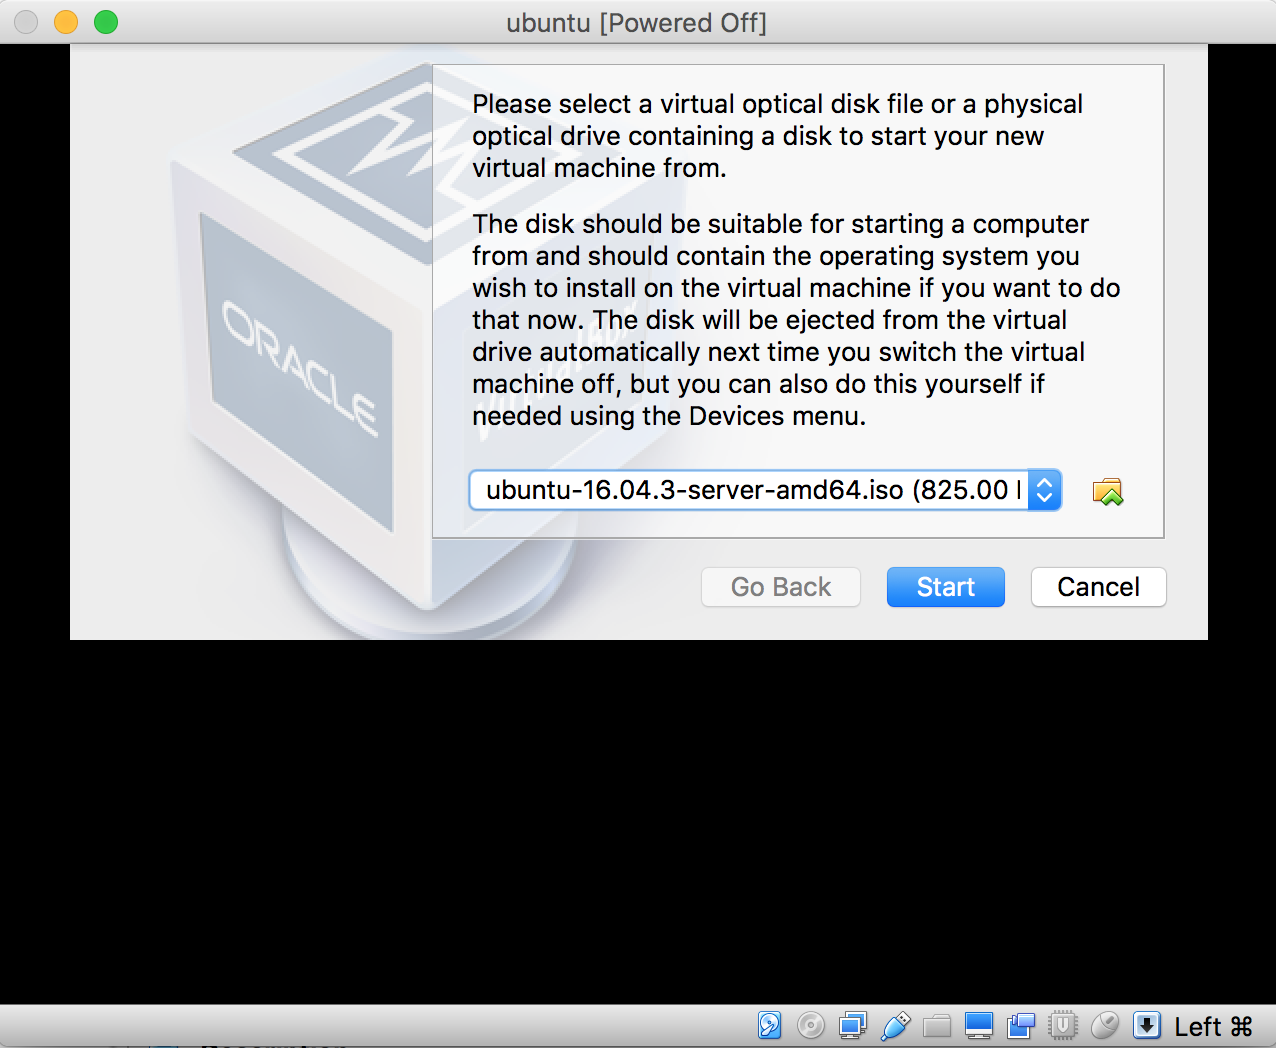 ubuntu [Powered Off]
Please select a virtual optical disk file or a physical
optical drive containing a disk to start your new
virtual machine from.
The disk should be suitable for starting a computer
from and should contain the operating system you
wish to install on the virtual machine if you want to do
that now. The disk will be ejected from the virtual
drive automatically next time you switch the virtual
machine off, but you can also do this yourself if
needed using the Devices menu.
ORACLE
VirtualBox
ubuntu-16.04.3-server-amd64.iso (825.00
Go Back
Start
Cancel
Left ⌘